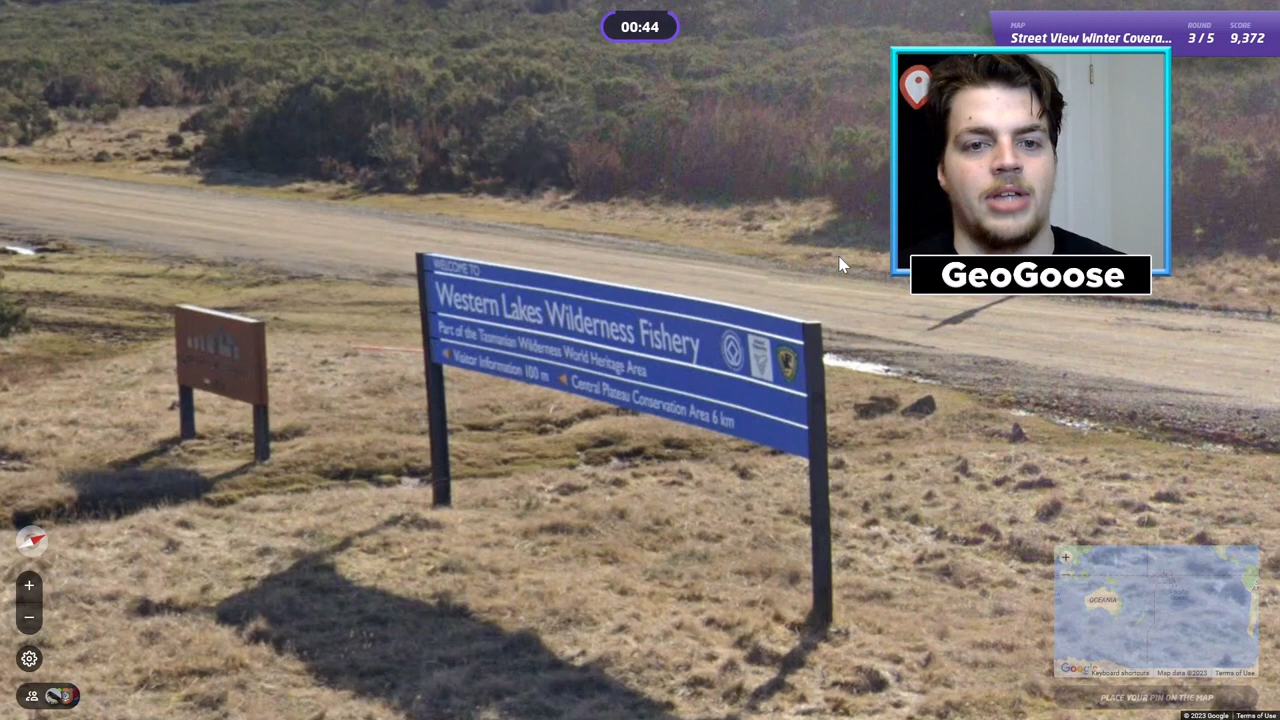 00:44
MAP
Street View Winter Covera...
ROUND
3 / 5
SCORE
9,372
GeoGoose
WELCOME TO
Western Lakes Wilderness Fishery
Part of the Tasmanian Wilderness World Heritage Area
Visitor Information 100 m
Central Plateau Conservation Area 6 km
OCEANIA
Google
Keyboard shortcuts
Map data ©2023
Terms of Use
PLACE YOUR PIN ON THE MAP
© 2023 Google
Terms of Use